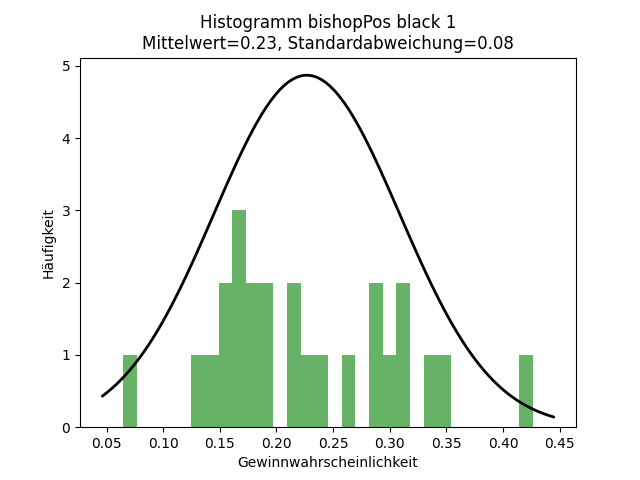 Histogramm bishopPos black 1
Mittelwert=0.23, Standardabweichung=0.08
5
4
3
2
1
0
Häufigkeit
0.05 0.10 0.15 0.20 0.25 0.30 0.35 0.40 0.45
Gewinnwahrscheinlichkeit